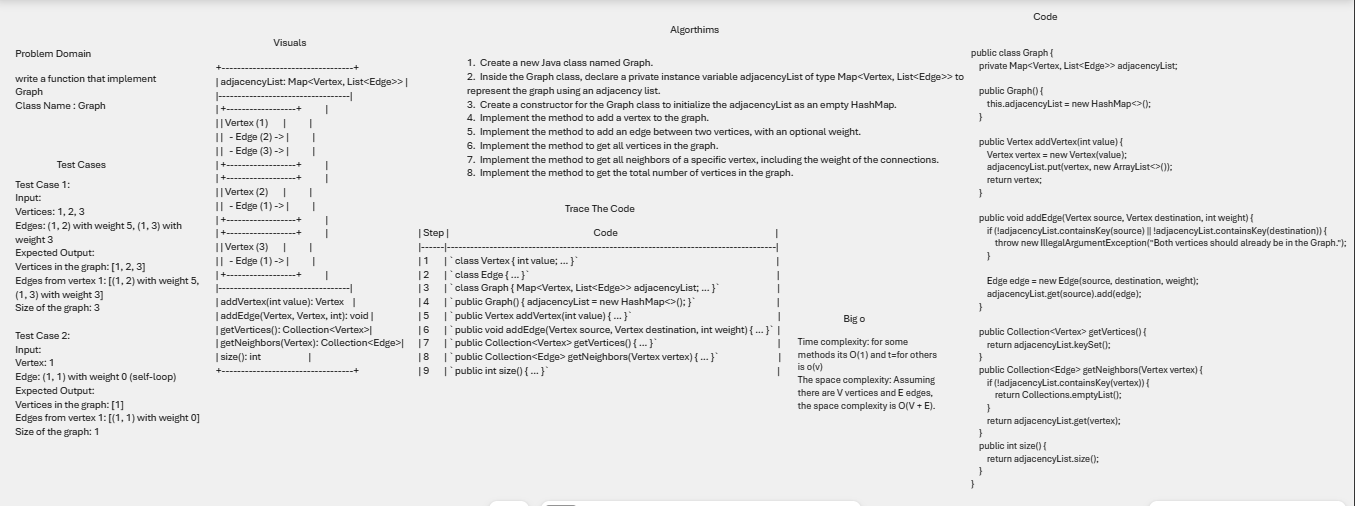 Problem Domain
write a function that implement
Graph
Class Name : Graph
Test Cases
Test Case 1:
Input:
Vertices: 1, 2, 3
Edges: (1, 2) with weight 5, (1, 3) with
weight 3
Expected Output:
Vertices in the graph: [1, 2, 3]
Edges from vertex 1: [(1, 2) with weight 5,
(1, 3) with weight 3]
Size of the graph: 3
Test Case 2:
Input:
Vertex: 1
Edge: (1, 1) with weight 0 (self-loop)
Expected Output:
Vertices in the graph: [1]
Edges from vertex 1: [(1, 1) with weight 0]
Size of the graph: 1
Visuals
+----------------------------------+
| adjacencyList: Map<Vertex, List<Edge>> |
|---------------------------------|
| +------------------+ |
| | Vertex (1) | |
| | - Edge (2) -> | |
| | - Edge (3) -> | |
| +------------------+ |
| +------------------+ |
| | Vertex (2) | |
| | - Edge (1) -> | |
| +------------------+ |
| +------------------+ |
| | Vertex (3) | |
| | - Edge (1) -> | |
| +------------------+ |
|---------------------------------|
| addVertex(int value): Vertex |
| addEdge(Vertex, Vertex, int): void |
| getVertices(): Collection<Vertex>|
| getNeighbors(Vertex): Collection<Edge>|
| size(): int |
+----------------------------------+
Algorthims
1. Create a new Java class named Graph.
2. Inside the Graph class, declare a private instance variable adjacencyList of type Map<Vertex, List<Edge>> to
represent the graph using an adjacency list.
3. Create a constructor for the Graph class to initialize the adjacencyList as an empty HashMap.
4. Implement the method to add a vertex to the graph.
5. Implement the method to add an edge between two vertices, with an optional weight.
6. Implement the method to get all vertices in the graph.
7. Implement the method to get all neighbors of a specific vertex, including the weight of the connections.
8. Implement the method to get the total number of vertices in the graph.
Trace The Code
| Step | Code |
|------|----------------------------------------------------------------------------------|
| 1 | `class Vertex { int value; ... }` |
| 2 | `class Edge { ... }` |
| 3 | `class Graph { Map<Vertex, List<Edge>> adjacencyList; ... }` |
| 4 | `public Graph() { adjacencyList = new HashMap<>(); }` |
| 5 | `public Vertex addVertex(int value) { ... }` |
| 6 | `public void addEdge(Vertex source, Vertex destination, int weight) { ... }` |
| 7 | `public Collection<Vertex> getVertices() { ... }` |
| 8 | `public Collection<Edge> getNeighbors(Vertex vertex) { ... }` |
| 9 | `public int size() { ... }` |
Big o
Time complexity: for some
methods its O(1) and t=for others
is o(v)
The space complexity: Assuming
there are V vertices and E edges,
the space complexity is O(V + E).
Code
public class Graph {
private Map<Vertex, List<Edge>> adjacencyList;
public Graph() {
this.adjacencyList = new HashMap<>();
}
public Vertex addVertex(int value) {
Vertex vertex = new Vertex(value);
adjacencyList.put(vertex, new ArrayList<>());
return vertex;
}
public void addEdge(Vertex source, Vertex destination, int weight) {
if (!adjacencyList.containsKey(source) || !adjacencyList.containsKey(destination)) {
throw new IllegalArgumentException("Both vertices should already be in the Graph.");
}
Edge edge = new Edge(source, destination, weight);
adjacencyList.get(source).add(edge);
}
public Collection<Vertex> getVertices() {
return adjacencyList.keySet();
}
public Collection<Edge> getNeighbors(Vertex vertex) {
if (!adjacencyList.containsKey(vertex)) {
return Collections.emptyList();
}
return adjacencyList.get(vertex);
}
public int size() {
return adjacencyList.size();
}
}